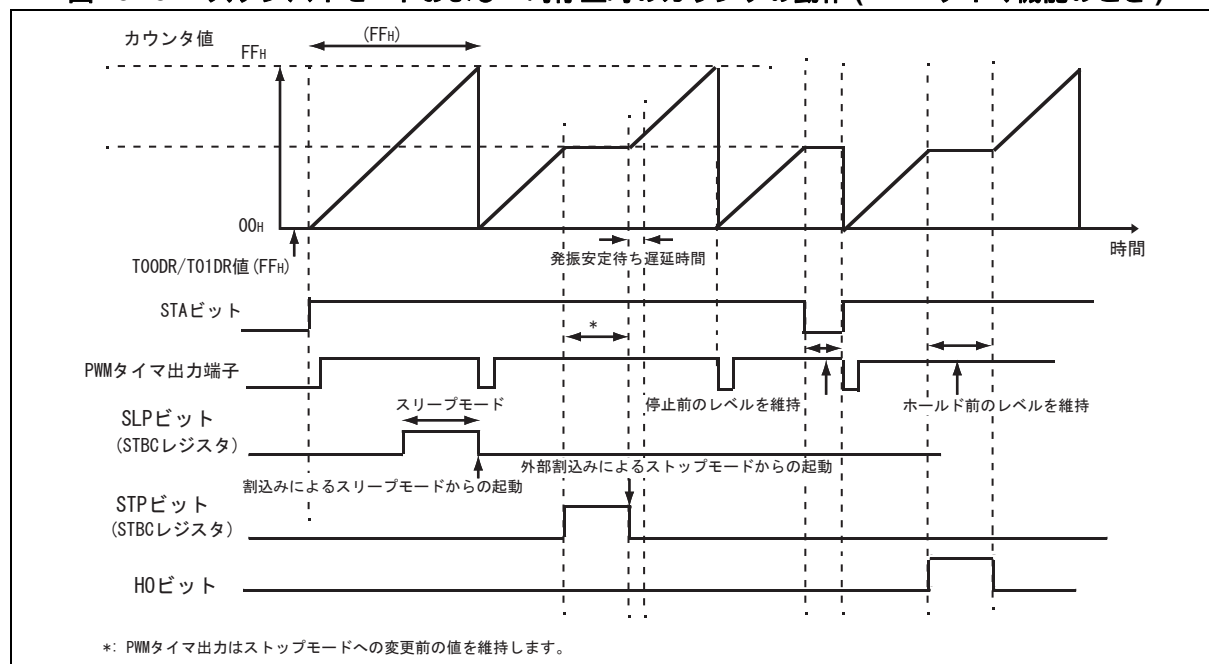 カウンタ値
(FFH)
FFH
00H
時間
T00DR/T01DR値(FFH)
発振安定待ち遅延時間
STAビット
*
PWMタイマ出力端子
停止前のレベルを維持
ホールド前のレベルを維持
スリープモード
SLPビット
(STBCレジスタ)
外部割込みによるストップモードからの起動
割込みによるスリープモードからの起動
STPビット
(STBCレジスタ)
HOビット
*: PWMタイマ出力はストップモードへの変更前の値を維持します。